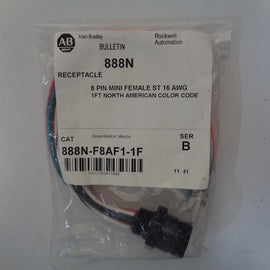 Allen-Bradley
Rockwell Automation
AB
BULLETIN
888N
RECEPTACLE
8 PIN MINI FEMALE ST 16 AWG
1FT NORTH AMERICAN COLOR CODE
Assembled in Mexico
CAT
SER
888N-F8AF1-1F
B
11 41